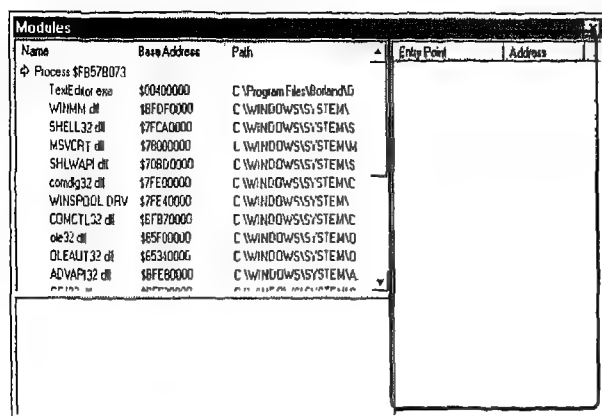 Modules
Name Base Address Path Entry Point Address
Process $FB57B073
TextEditor exe $00400000 C \Program Files\Borland\D
WINMM dll $BFDF0000 C \WINDOWS\SYSTEM\
SHELL32 dll $7FCA0000 C \WINDOWS\SYSTEM\S
MSVCRT dll $78000000 C \WINDOWS\SYSTEM\M
SHLWAPI dll $70BD0000 C \WINDOWS\SYSTEM\S
comdlg32 dll $7FE00000 C \WINDOWS\SYSTEM\C
WINSPOOL DRV $7FE40000 C \WINDOWS\SYSTEM\
COMCTL32 dll $BFB70000 C \WINDOWS\SYSTEM\C
ole32 dll $65F00000 C \WINDOWS\SYSTEM\O
OLEAUT32 dll $65340000 C \WINDOWS\SYSTEM\O
ADVAPI32 dll $BFE80000 C \WINDOWS\SYSTEM\A